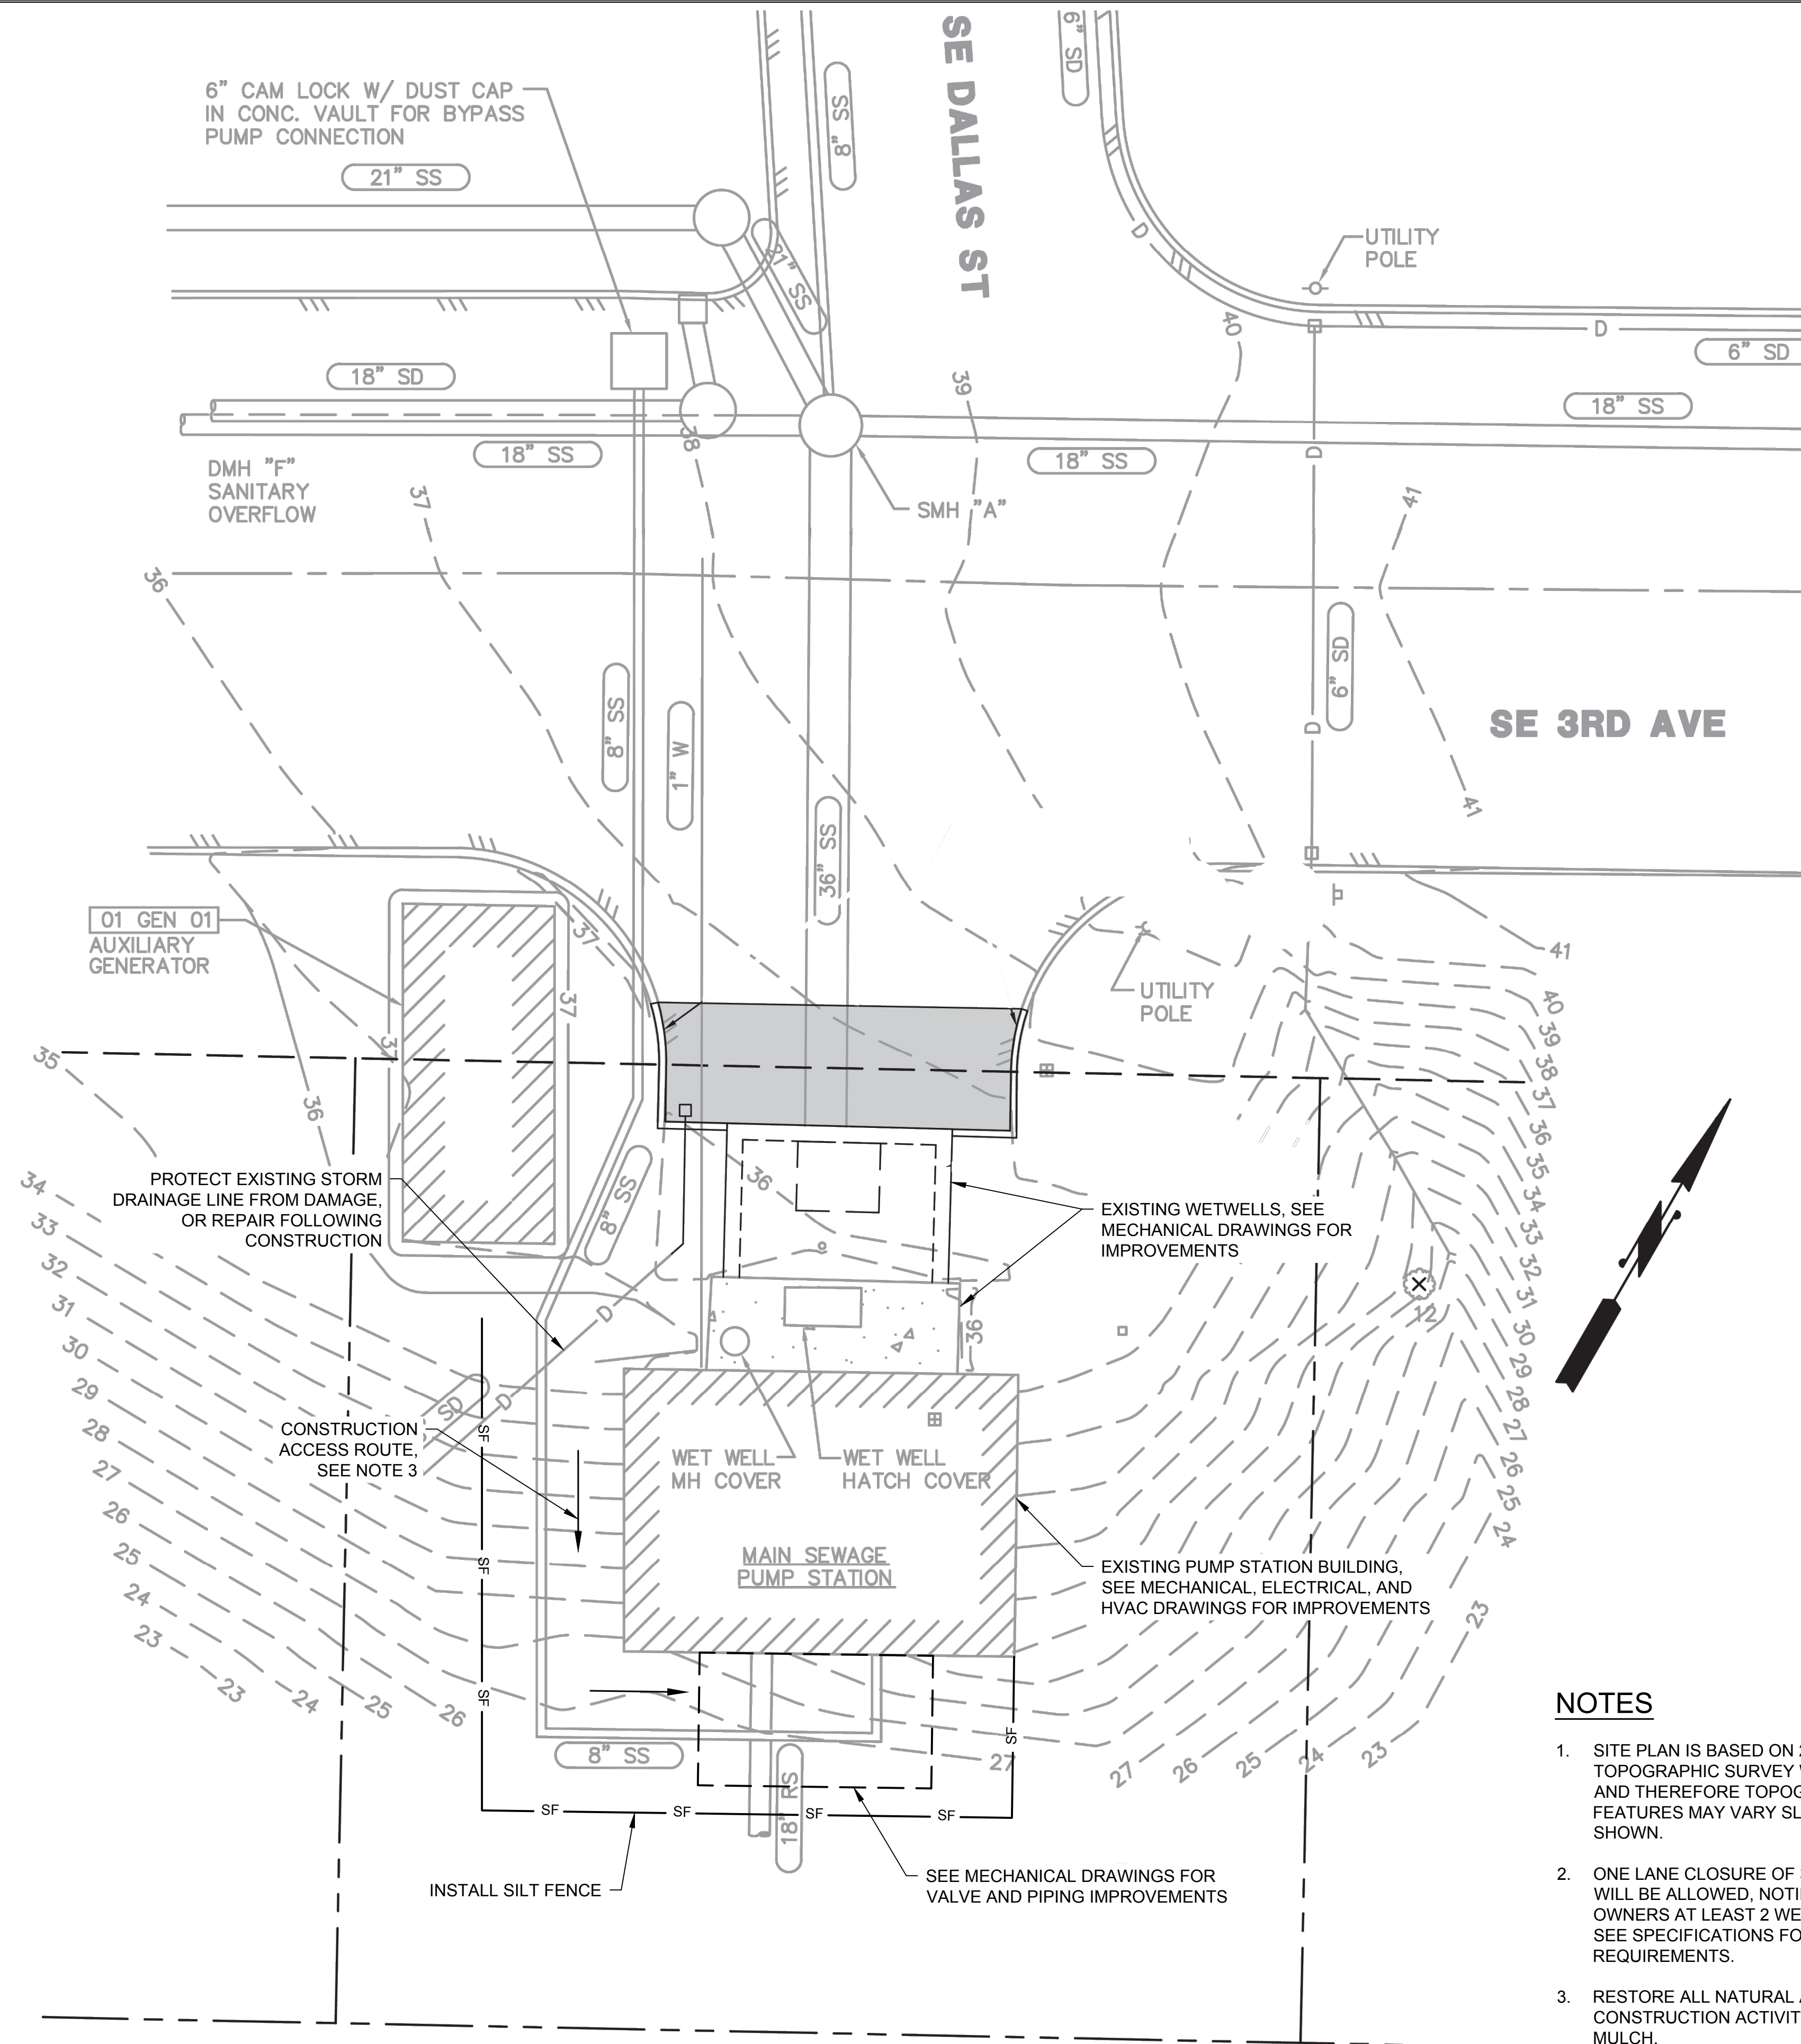 SE DALLAS ST
6" SD
6" CAM LOCK W/ DUST CAP
IN CONC. VAULT FOR BYPASS
PUMP CONNECTION
8" SS
21" SS
21" SS
UTILITY
POLE
D
40
D
6" SD
18" SD
39
18" SS
38
18" SS
18" SS
DMH "F"
SANITARY
OVERFLOW
D
37
41
SMH "A"
36
6" SD
8" SS
1" W
D
SE 3RD AVE
41
36" SS
01 GEN 01
AUXILIARY
GENERATOR
37
41
UTILITY
POLE
37
40
39
38
37
36
35
34
33
32
31
30
29
28
27
26
25
24
35
37
36
PROTECT EXISTING STORM
DRAINAGE LINE FROM DAMAGE,
OR REPAIR FOLLOWING
CONSTRUCTION
8" SS
36
EXISTING WETWELLS, SEE
MECHANICAL DRAWINGS FOR
IMPROVEMENTS
34
33
32
31
30
29
28
27
26
25
24
23
D
36
12
SD
D
CONSTRUCTION
ACCESS ROUTE,
SEE NOTE 3
SF
WET WELL
MH COVER
WET WELL
HATCH COVER
MAIN SEWAGE
PUMP STATION
EXISTING PUMP STATION BUILDING,
SEE MECHANICAL, ELECTRICAL, AND
HVAC DRAWINGS FOR IMPROVEMENTS
SF
23
23
24
25
26
SF
SF
8" SS
27
27
26
25
24
23
18" RS
SF
SF
SF
SF
INSTALL SILT FENCE
SEE MECHANICAL DRAWINGS FOR
VALVE AND PIPING IMPROVEMENTS
NOTES
1. SITE PLAN IS BASED ON
TOPOGRAPHIC SURVEY
AND THEREFORE
FEATURES MAY VARY
SHOWN.
2. ONE LANE CLOSURE OF
WILL BE ALLOWED,
OWNERS AT LEAST 2
SEE SPECIFICATIONS
REQUIREMENTS.
3. RESTORE ALL NATURAL
CONSTRUCTION
MULCH.